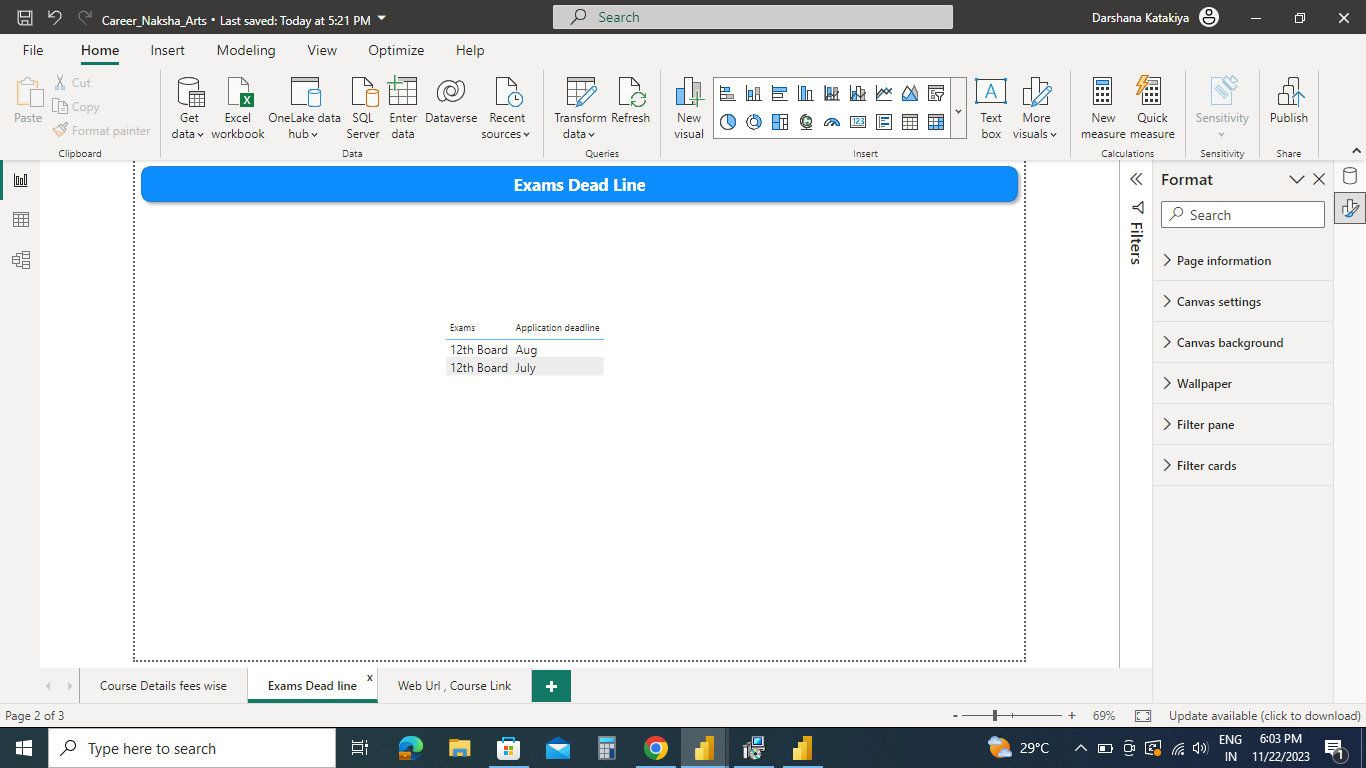 Career_Naksha_Arts • Last saved: Today at 5:21 PM
Search
Darshana Katakiya
File Home Insert Modeling View Optimize Help
Paste
Cut
Copy
Format painter
Clipboard
Get data
Excel workbook
OneLake data hub
SQL Server
Enter data
Dataverse
Recent sources
Data
Transform data
Refresh
Queries
New visual
123
A
Text box
More visuals
Insert
New measure
Quick measure
Calculations
Sensitivity
Sensitivity
Publish
Share
Exams Dead Line
Exams Application deadline
12th Board Aug
12th Board July
Filters
Format
Search
Page information
Canvas settings
Canvas background
Wallpaper
Filter pane
Filter cards
Course Details fees wise Exams Dead line x Web Url , Course Link +
Page 2 of 3 - + 69% Update available (click to download)
Type here to search
29°C
ENG
IN
6:03 PM
11/22/2023
1